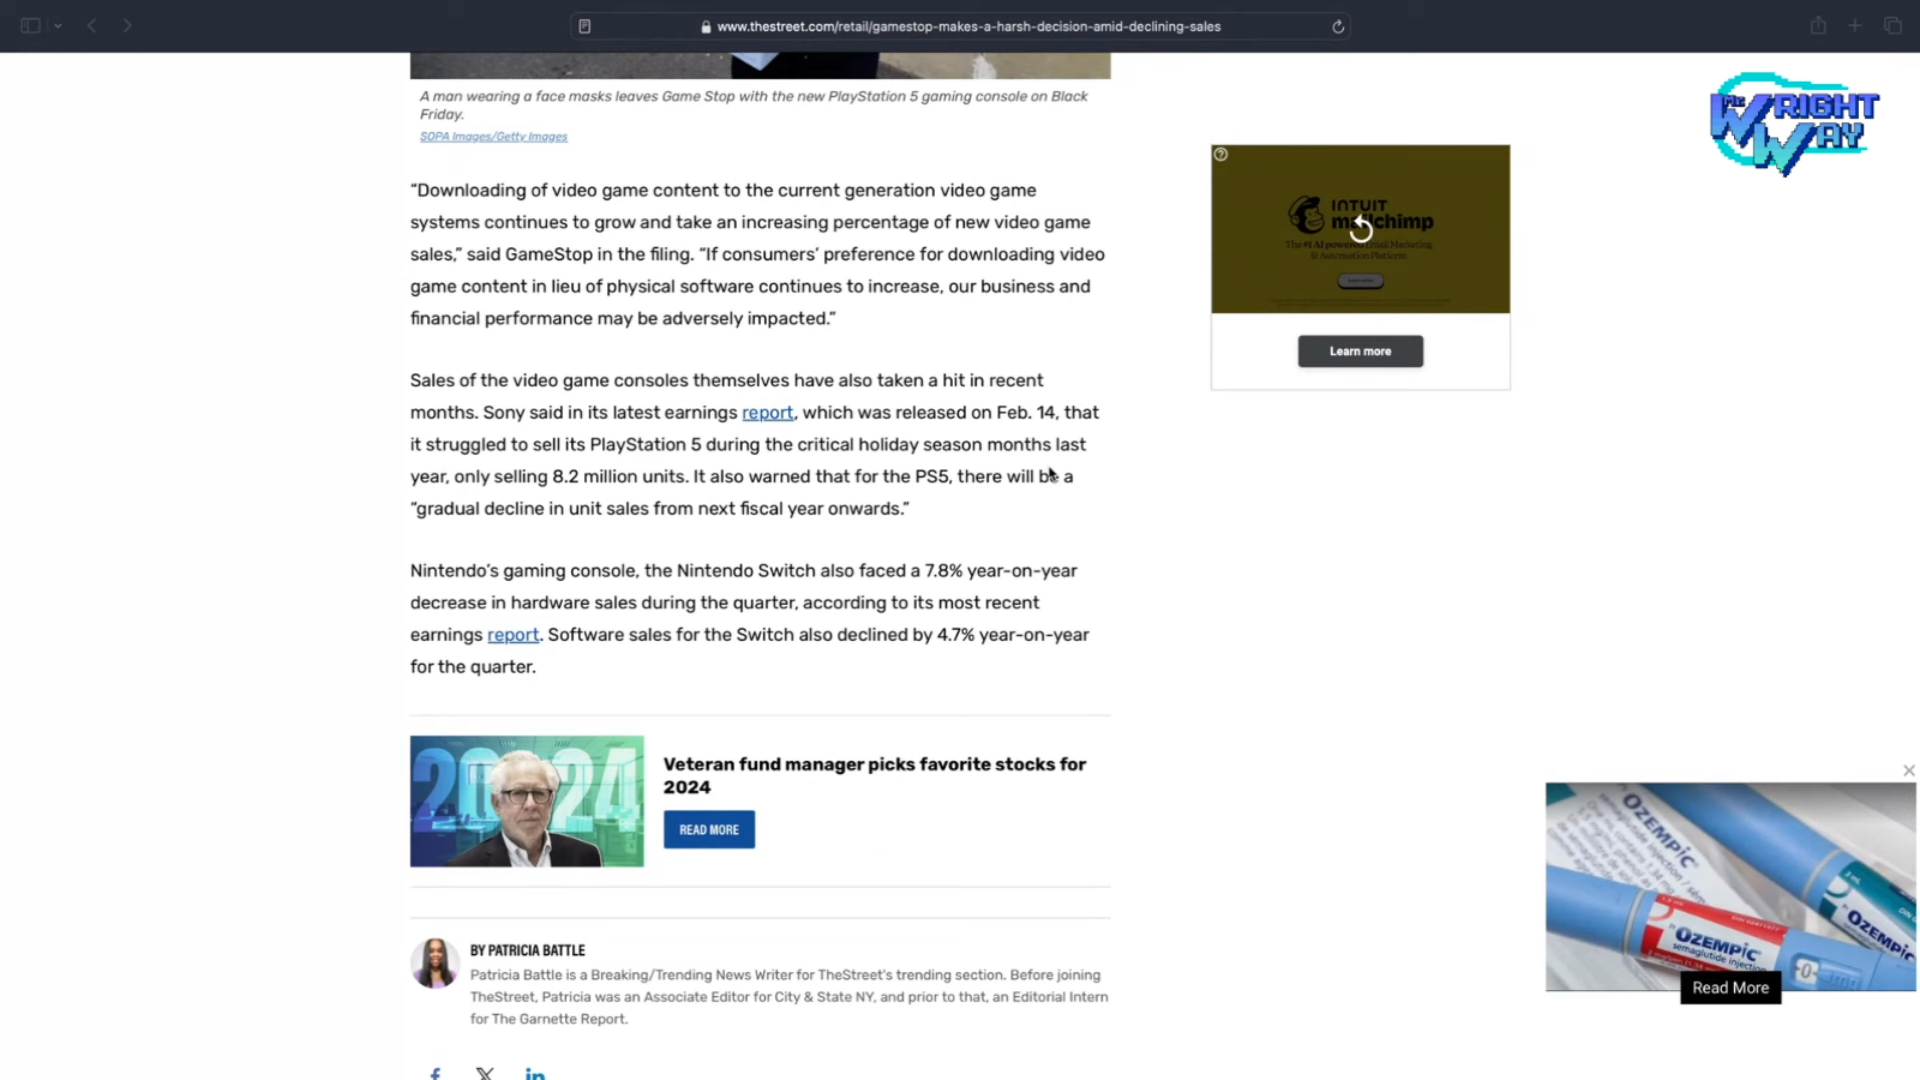 www.thestreet.com/retail/gamestop-makes-a-harsh-decision-amid-declining-sales
A man wearing a face masks leaves Game Stop with the new PlayStation 5 gaming console on Black
Friday.
SOPA Images/Getty Images
MR WRIGHT
WAY
“Downloading of video game content to the current generation video game
systems continues to grow and take an increasing percentage of new video game
sales,” said GameStop in the filing. “If consumers’ preference for downloading video
game content in lieu of physical software continues to increase, our business and
financial performance may be adversely impacted.”
INTUIT
mailchimp
The #1 AI powered Email Marketing
& Automation Platform
Learn more
Sales of the video game consoles themselves have also taken a hit in recent
months. Sony said in its latest earnings report, which was released on Feb. 14, that
it struggled to sell its PlayStation 5 during the critical holiday season months last
year, only selling 8.2 million units. It also warned that for the PS5, there will be a
“gradual decline in unit sales from next fiscal year onwards.”
Nintendo’s gaming console, the Nintendo Switch also faced a 7.8% year-on-year
decrease in hardware sales during the quarter, according to its most recent
earnings report. Software sales for the Switch also declined by 4.7% year-on-year
for the quarter.
2024
Veteran fund manager picks favorite stocks for
2024
READ MORE
OZEMPIC
OZEMPIC
semaglutide injection
OZEMPIC
Read More
BY PATRICIA BATTLE
Patricia Battle is a Breaking/Trending News Writer for TheStreet's trending section. Before joining
TheStreet, Patricia was an Associate Editor for City & State NY, and prior to that, an Editorial Intern
for The Garnette Report.